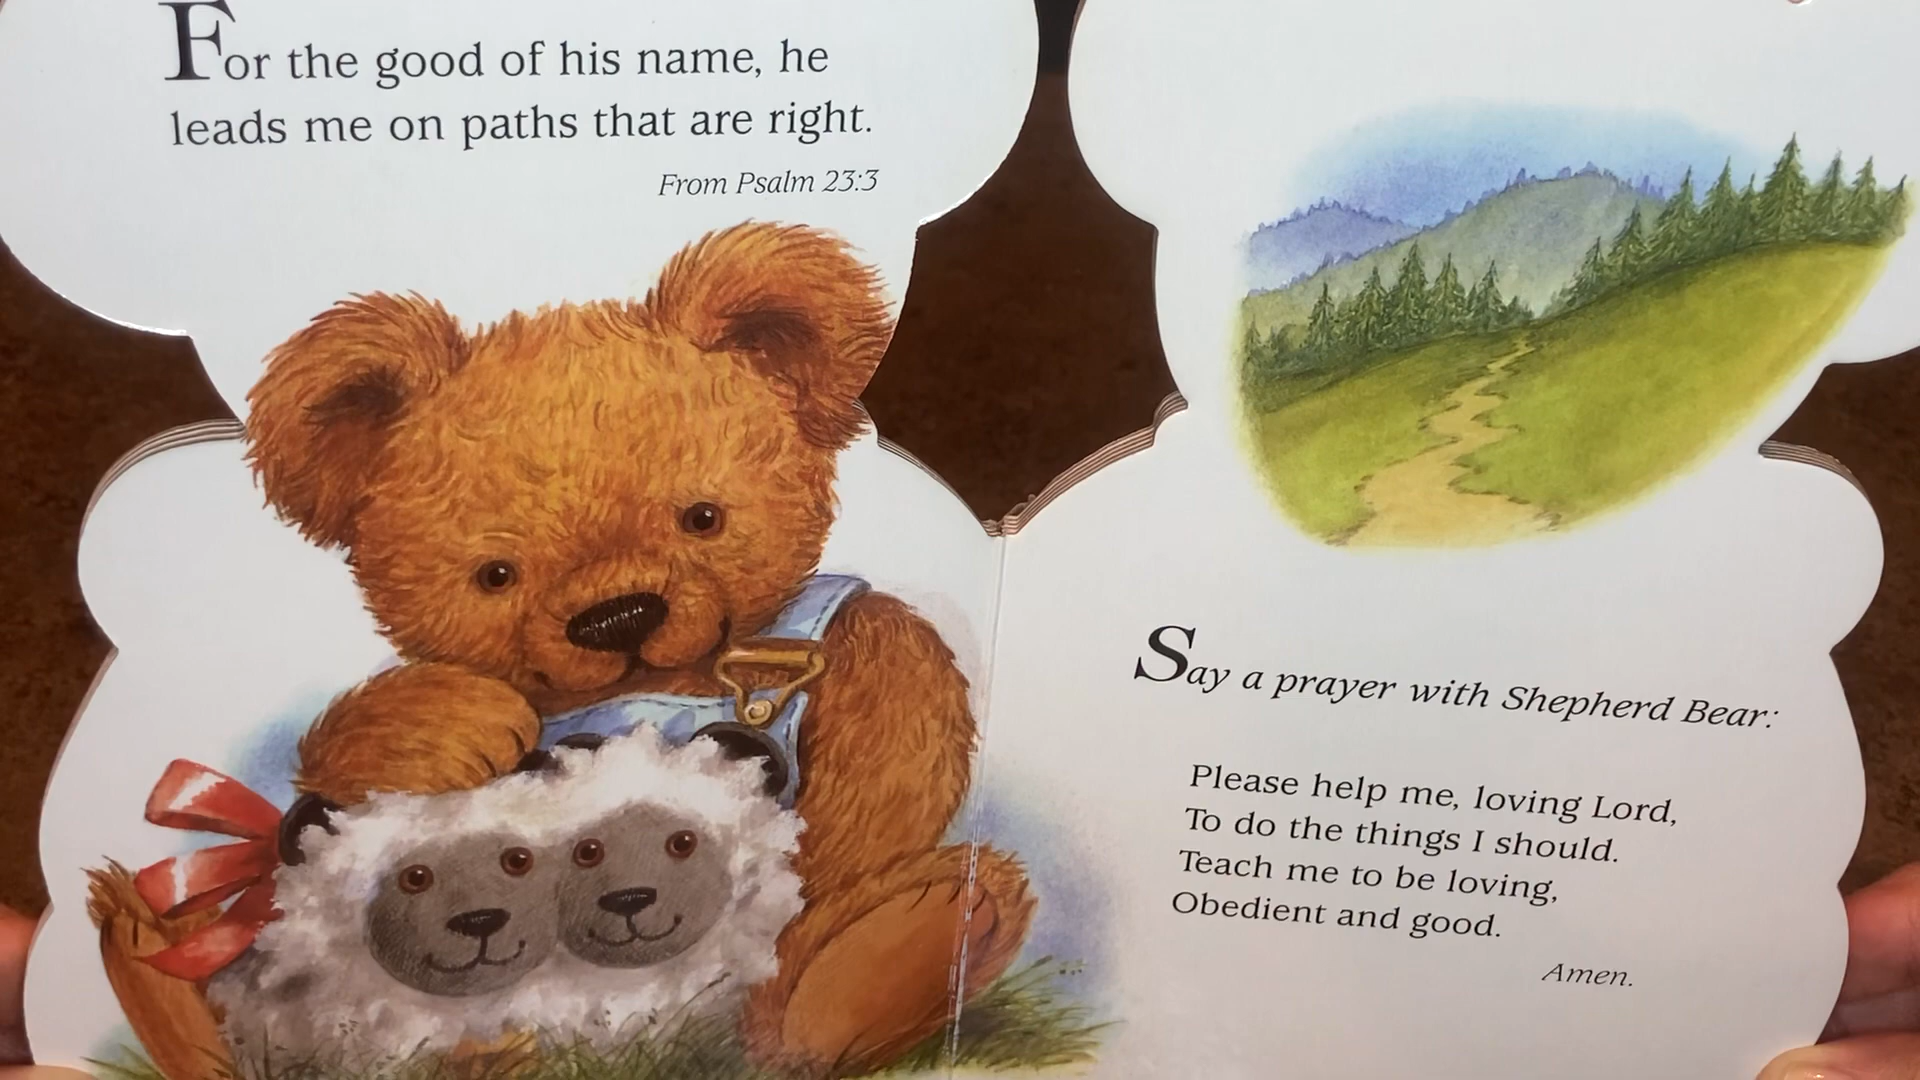 For the good of his name, he
leads me on paths that are right.
From Psalm 23:3
Say a prayer with Shepherd Bear:
Please help me, loving Lord,
To do the things I should.
Teach me to be loving,
Obedient and good.
Amen.